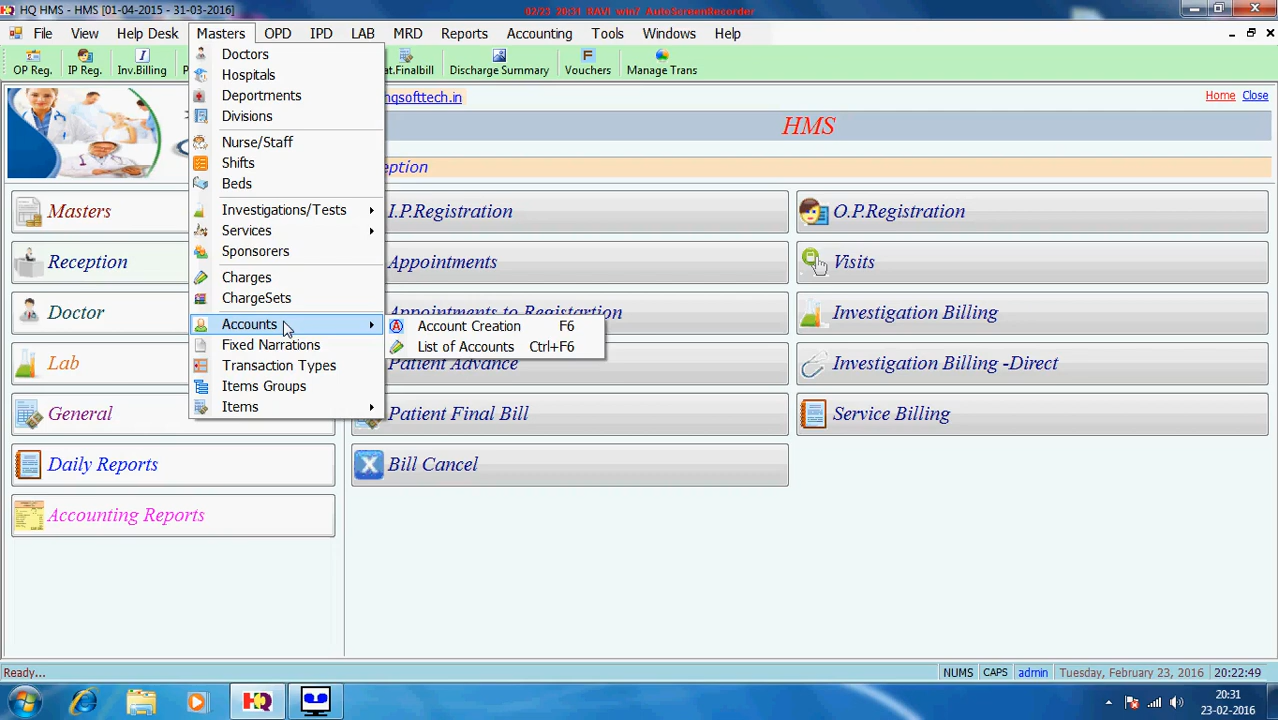 HQ HMS - HMS [01-04-2015 - 31-03-2016]
02/23 20:31 RAVI win7 AutoScreenRecorder
File View Help Desk Masters OPD IPD LAB MRD Reports Accounting Tools Windows Help
OP Reg. IP Reg. Inv.Billing at.Finalbill Discharge Summary Vouchers Manage Trans
Doctors
Hospitals
Departments
Divisions
Nurse/Staff
Shifts
Beds
Investigations/Tests
Services
Sponsorers
Charges
ChargeSets
Accounts
Fixed Narrations
Transaction Types
Items Groups
Items
Account Creation F6
List of Accounts Ctrl+F6
ngsofttech.in
Home Close
HMS
eption
Masters
Reception
Doctor
Lab
General
Daily Reports
Accounting Reports
I.P.Registration
Appointments
Appointments to Registartion
Patient Advance
Patient Final Bill
Bill Cancel
O.P.Registration
Visits
Investigation Billing
Investigation Billing -Direct
Service Billing
Ready...
NUMS CAPS admin Tuesday, February 23, 2016 20:22:49
HQ
20:31
23-02-2016